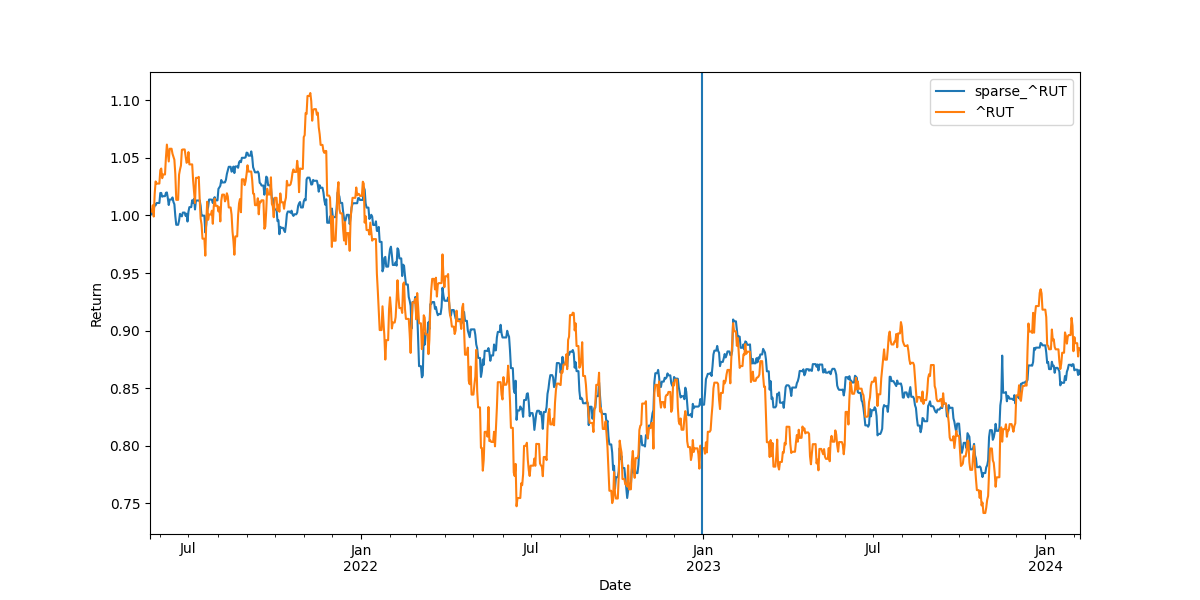 sparse_^RUT
^RUT
1.10
1.05
1.00
0.95
0.90
0.85
0.80
0.75
Return
Jul
Jan
2022
Jul
Jan
2023
Jul
Jan
2024
Date